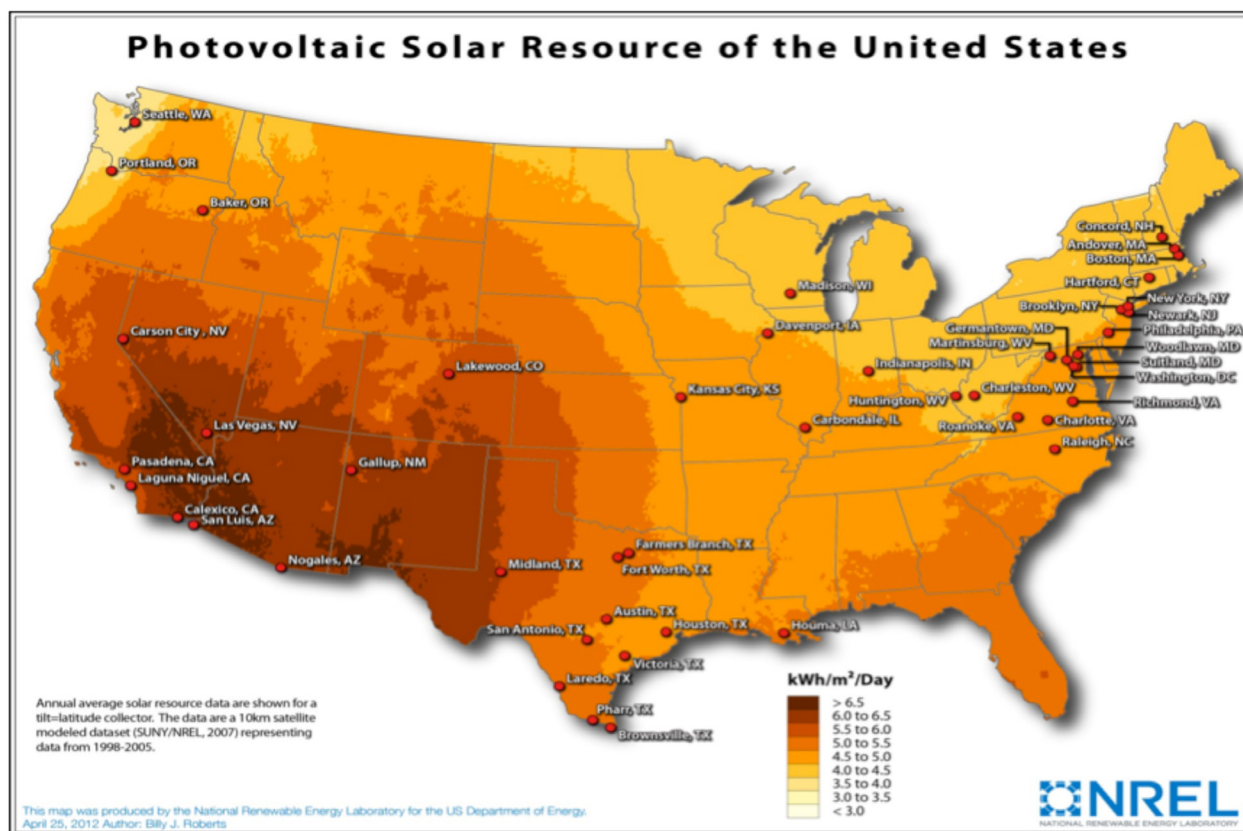 Photovoltaic Solar Resource of the United States
Seattle, WA
Portland, OR
Baker, OR
Concord, NH
Andover, MA
Boston, MA
Hartford, CT
Madison, WI
New York, NY
Brooklyn, NY
Newark, NJ
Carson City , NV
Davenport, IA
Germantown, MD
Philadelphia, PA
Martinsburg, WV
Woodlawn, MD
Lakewood, CO
Indianapolis, IN
Suitland, MD
Washington, DC
Kansas City, KS
Charleston, WV
Huntington, WV
Richmond, VA
Las Vegas, NV
Carbondale, IL
Roanoke, VA
Charlotte, VA
Raleigh, NC
Pasadena, CA
Gallup, NM
Laguna Niguel, CA
Calexico, CA
San Luis, AZ
Farmers Branch, TX
Nogales, AZ
Midland, TX
Fort Worth, TX
Austin, TX
San Antonio, TX
Houston, TX
Houma, LA
Victoria, TX
Laredo, TX
Pharr, TX
Brownsville, TX
kWh/m²/Day
> 6.5
6.0 to 6.5
5.5 to 6.0
5.0 to 5.5
4.5 to 5.0
4.0 to 4.5
3.5 to 4.0
3.0 to 3.5
< 3.0
Annual average solar resource data are shown for a
tilt=latitude collector. The data are a 10km satellite
modeled dataset (SUNY/NREL, 2007) representing
data from 1998-2005.
This map was produced by the National Renewable Energy Laboratory for the US Department of Energy.
April 25, 2012 Author: Billy J. Roberts
NREL
NATIONAL RENEWABLE ENERGY LABORATORY